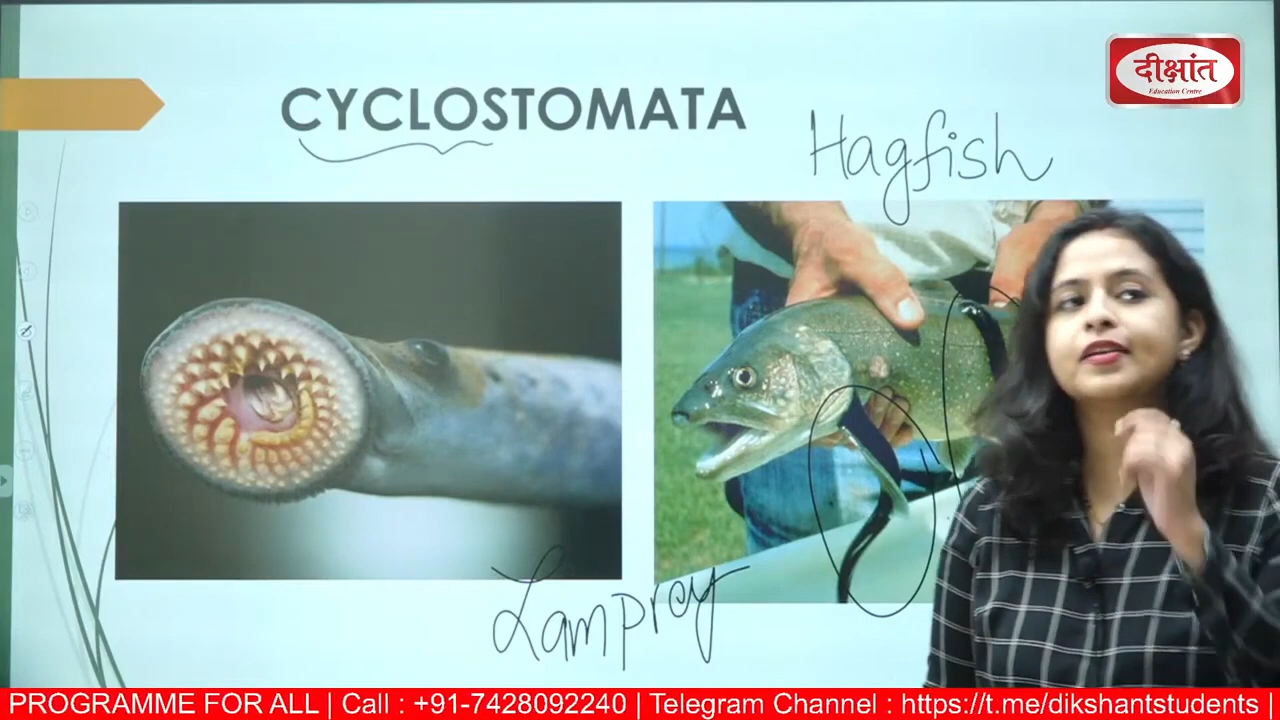 दीक्षांत
Education Centre
CYCLOSTOMATA
Hagfish
Lamprey
PROGRAMME FOR ALL | Call : +91-7428092240 | Telegram Channel : https://t.me/dikshantstudents |